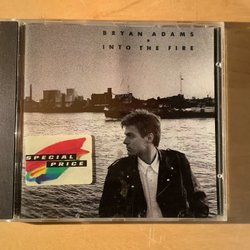 BRYAN ADAMS
INTO THE FIRE
SPECIAL
PRICE